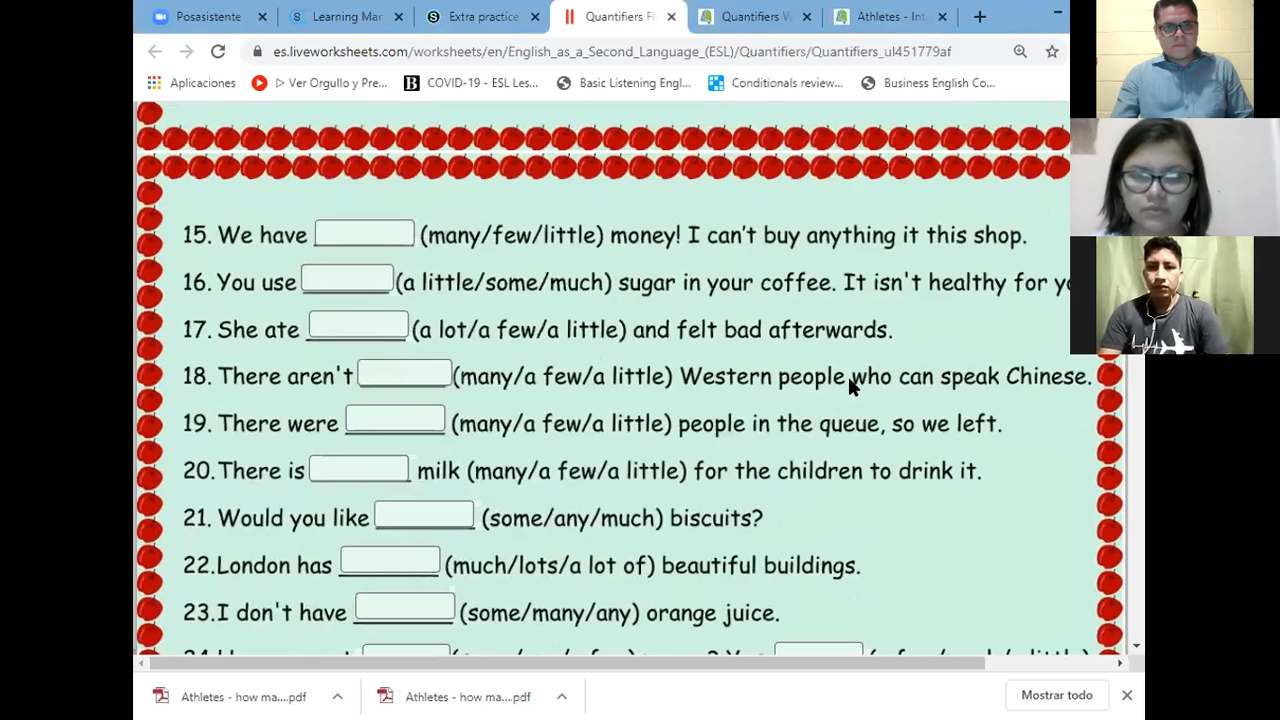 Posasistente
Learning Mar
Extra practice
Quantifiers F
Quantifiers W
Athletes - Int
es.liveworksheets.com/worksheets/en/English_as_a_Second_Language_(ESL)/Quantifiers/Quantifiers_ul451779af
Aplicaciones
▷ Ver Orgullo y Pre...
B
COVID-19 - ESL Les...
Basic Listening Engl...
Conditionals review...
Business English Co...
15. We have (many/few/little) money! I can't buy anything it this shop.
16. You use (a little/some/much) sugar in your coffee. It isn't healthy for yo
17. She ate (a lot/a few/a little) and felt bad afterwards.
18. There aren't (many/a few/a little) Western people who can speak Chinese.
19. There were (many/a few/a little) people in the queue, so we left.
20.There is milk (many/a few/a little) for the children to drink it.
21. Would you like (some/any/much) biscuits?
22.London has (much/lots/a lot of) beautiful buildings.
23.I don't have (some/many/any) orange juice.
Athletes - how ma....pdf
Athletes - how ma....pdf
Mostrar todo